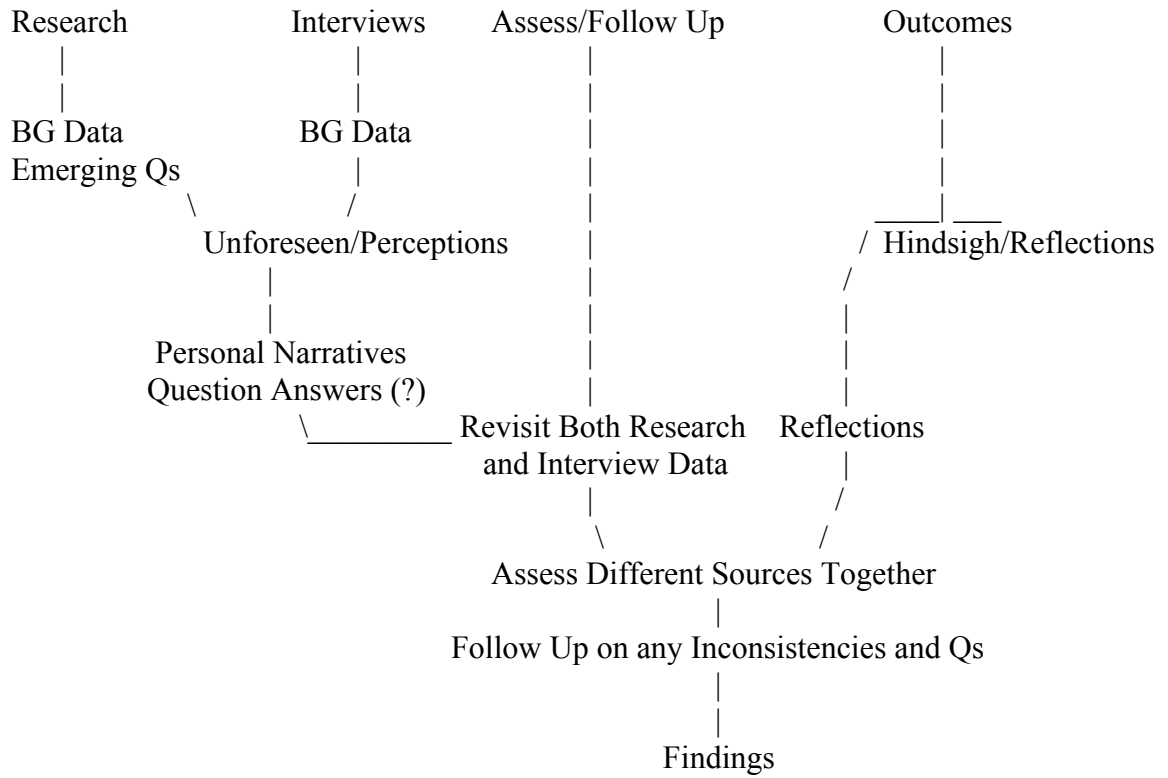 Research Interviews Assess/Follow Up Outcomes
BG Data BG Data
Emerging Qs
Unforeseen/Perceptions Hindsigh/Reflections
Personal Narratives
Question Answers (?)
Revisit Both Research Reflections
and Interview Data
Assess Different Sources Together
Follow Up on any Inconsistencies and Qs
Findings